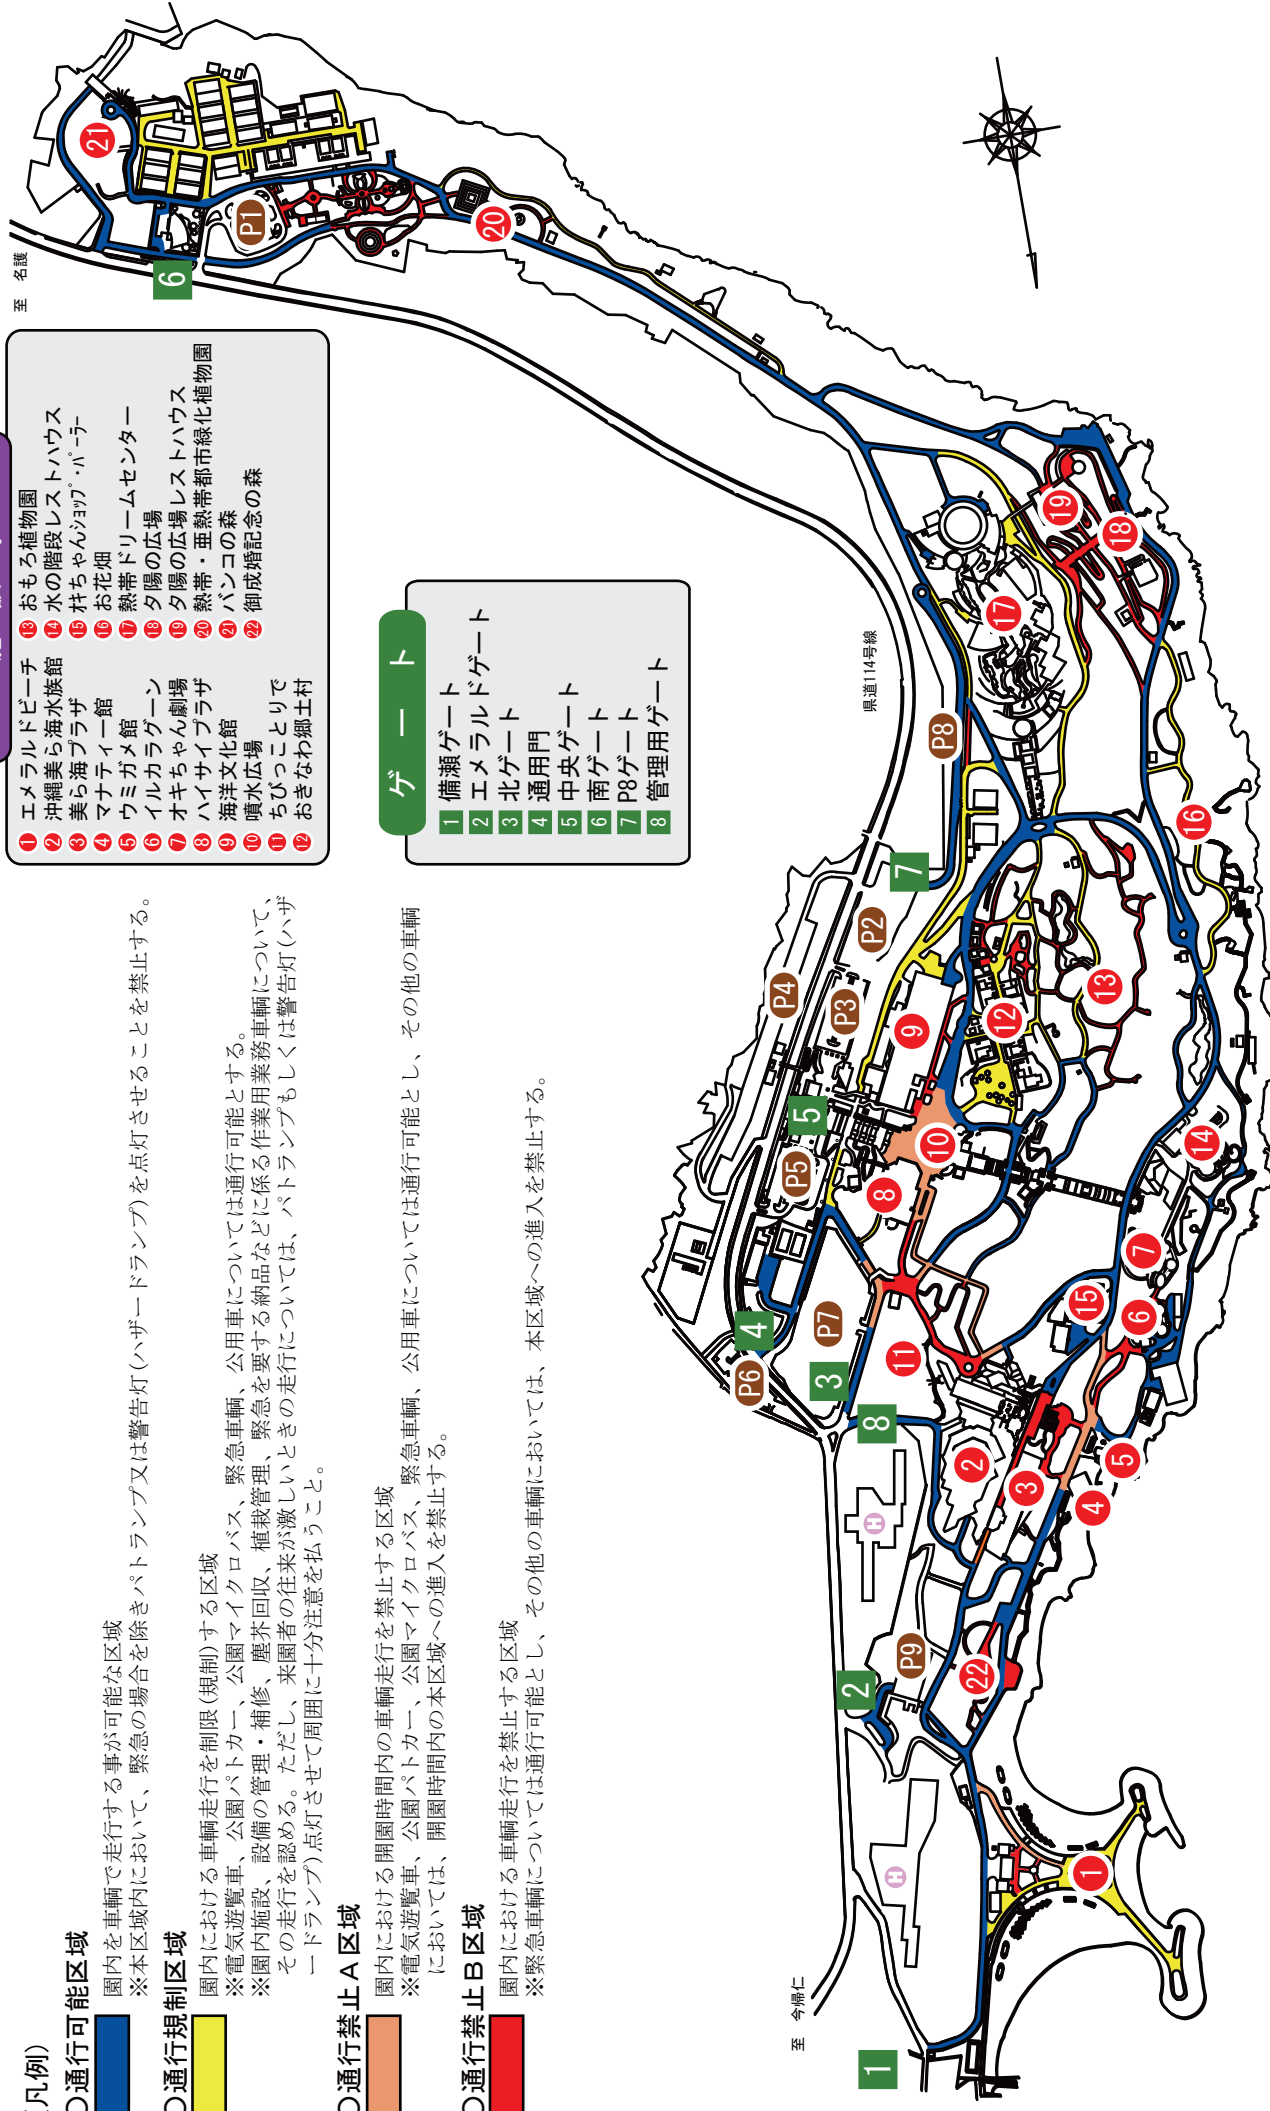 (凡例)
○通行可能区域
園内を車輌で走行する事が可能な区域
※本区域内において、緊急の場合を除きパトランプ又は警告灯(ハザードランプ)を点灯させることを禁止する。
○通行規制区域
園内における車輌走行を制限(規制)する区域
※電気遊覧車、公園パトカー、公園マイクロバス、緊急車輌、公用車については通行可能とする。
※園内施設、設備の管理・補修、塵芥回収、植栽管理、緊急を要する納品などに係る作業用業務車輌について、
その走行を認める。ただし、来園者の往来が激しいときの走行については、パトランプもしくは警告灯(ハザ
ードランプ)点灯させて周囲に十分注意を払うこと。
○通行禁止A区域
園内における開園時間内の車輌走行を禁止する区域
※電気遊覧車、公園パトカー、公園マイクロバス、緊急車輌、公用車については通行可能とし、その他の車輌
においては、開園時間内の本区域への進入を禁止する。
○通行禁止B区域
園内における車輌走行を禁止する区域
※緊急車輌については通行可能とし、その他の車輌においては、本区域への進入を禁止する。
1 エメラルドビーチ
2 沖縄美ら海水族館
3 美ら海プラザ
4 マナティー館
5 ウミガメ館
6 イルカラグーン
7 オキちゃん劇場
8 ハイサイプラザ
9 海洋文化館
10 噴水広場
11 ちびっことりで
12 おきなわ郷土村
13 おもろ植物園
14 水の階段レストハウス
15 オキちゃんショップ・パーラー
16 お花畑
17 熱帯ドリームセンター
18 夕陽の広場
19 夕陽の広場レストハウス
20 熱帯・亜熱帯都市緑化植物園
21 バンコの森
22 御成婚記念の森
ゲート
1 備瀬ゲート
2 エメラルドゲート
3 北ゲート
4 通用門
5 中央ゲート
6 南ゲート
7 P8ゲート
8 管理用ゲート
至 名護
県道114号線
至 今帰仁
1
2
3
4
5
6
7
8
P1
P2
P3
P4
P5
P6
P7
P8
P9
H
H
1
2
3
4
5
6
7
8
9
10
11
12
13
14
15
16
17
18
19
20
21
22